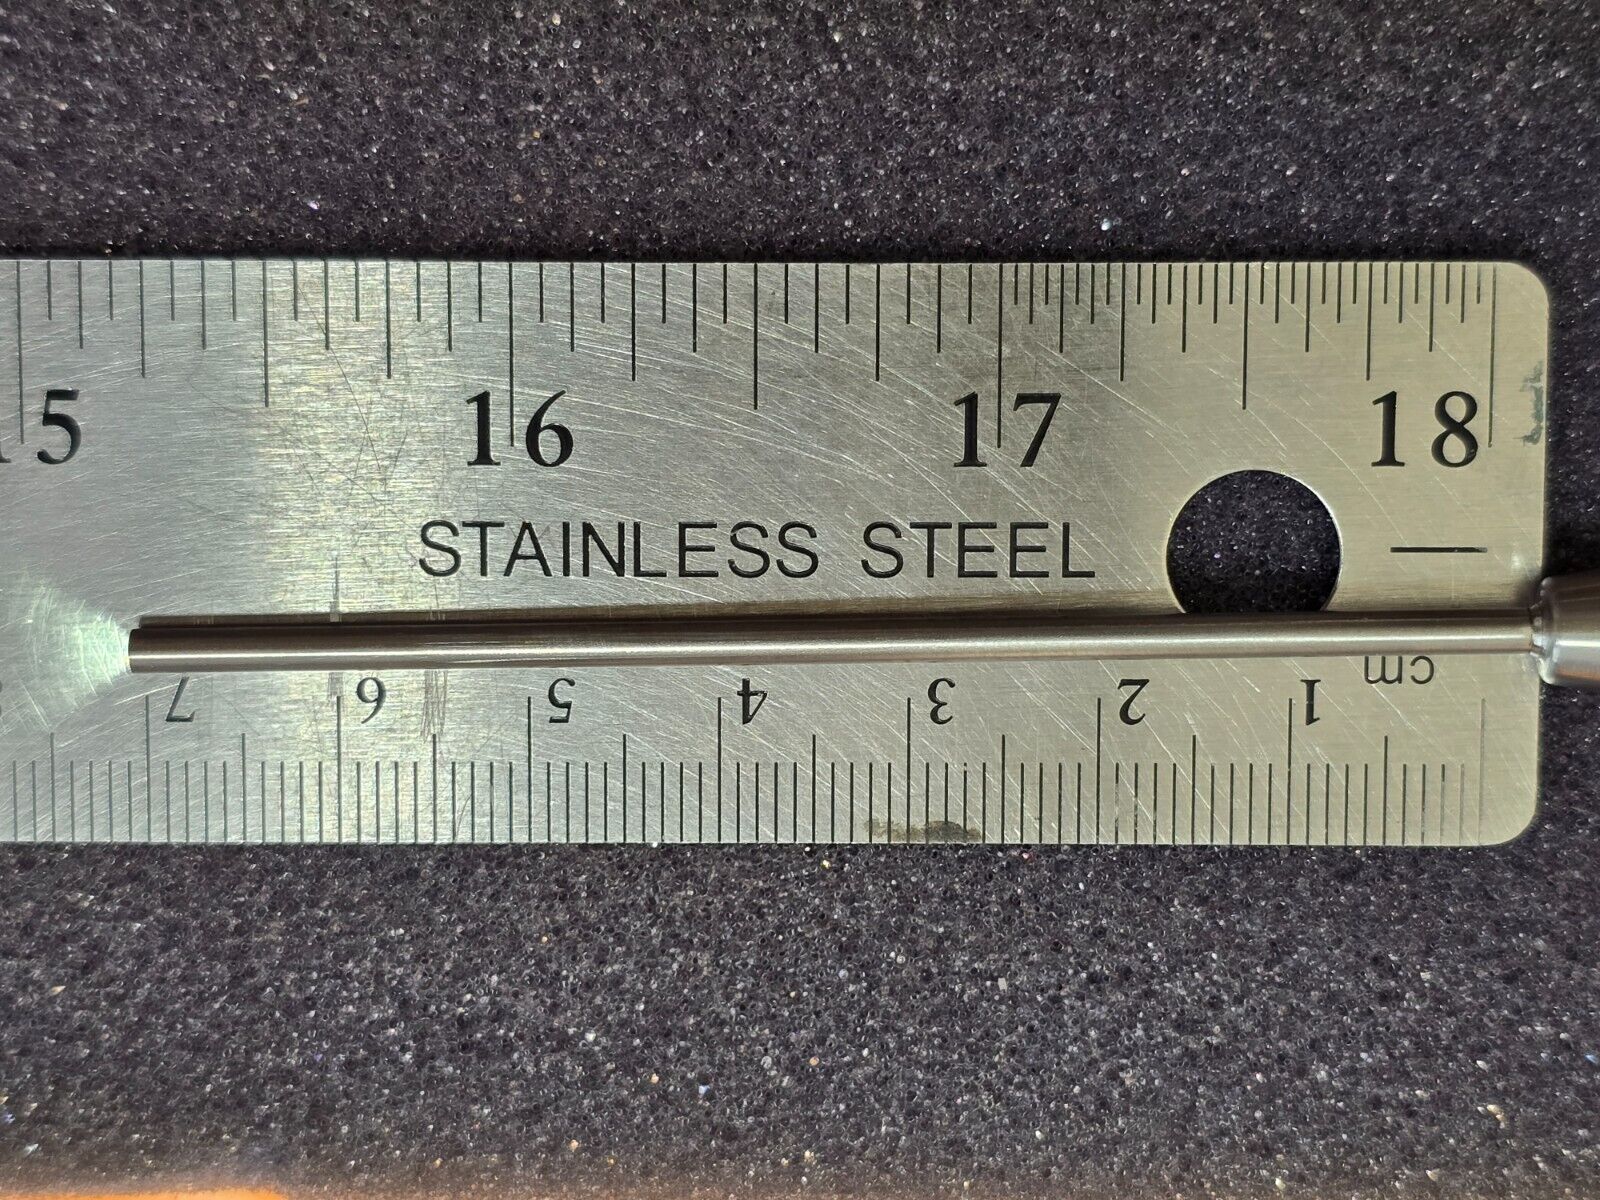 15 16 17 18
STAINLESS STEEL
7 6 5 4 3 2 1 cm